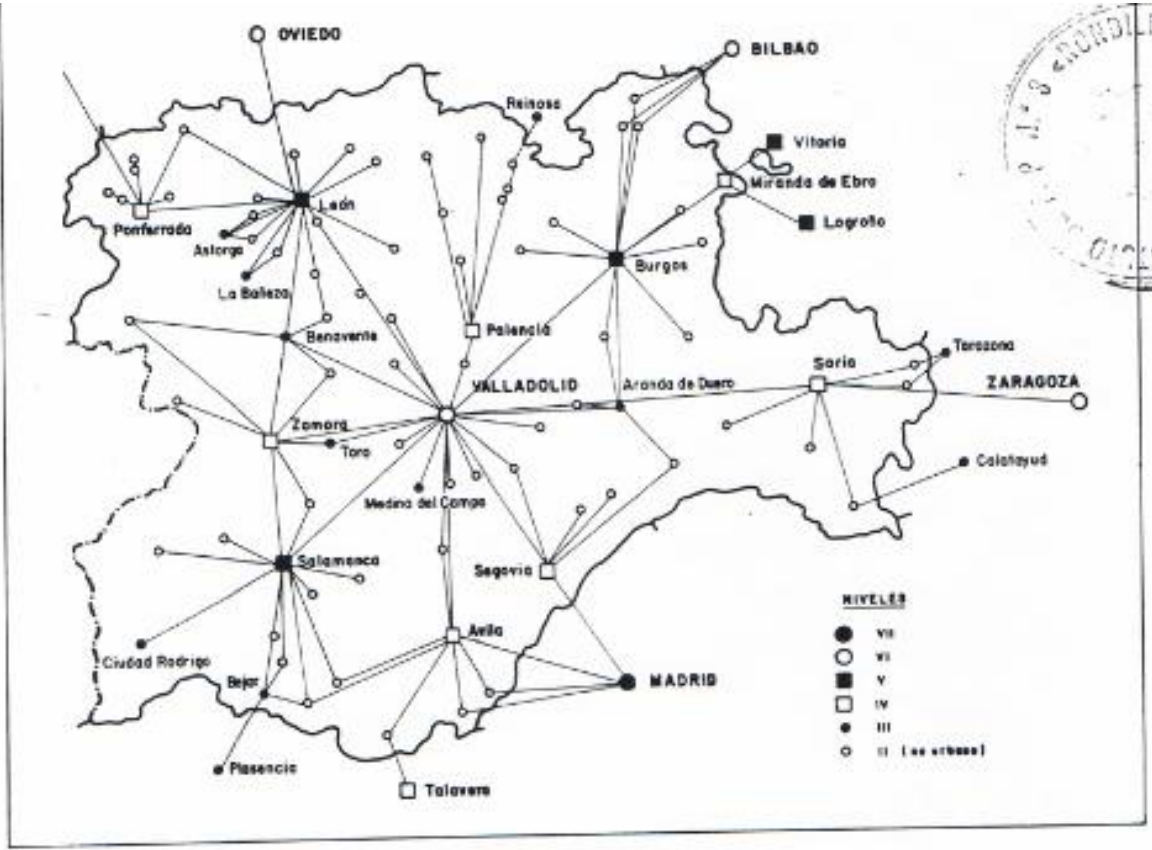 OVIEDO
BILBAO
Reinosa
Vitoria
Miranda de Ebro
León
Ponferrada
Logroño
Astorga
Burgos
La Bañeza
Benavente
Palencia
Tarazona
Soria
VALLADOLID
Aranda de Duero
ZARAGOZA
Zamora
Toro
Calatayud
Medina del Campo
Salamanca
Segovia
NIVELES
VII
Avila
VI
Ciudad Rodrigo
V
Bejar
MADRID
IV
III
II (no urbano)
Plasencia
Talavera